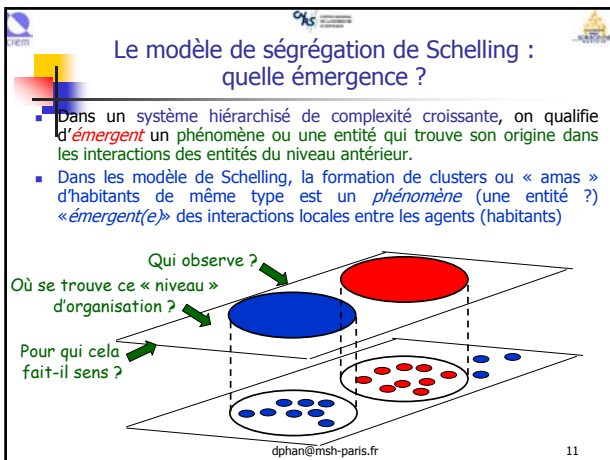 crem
cnrs
Le modèle de ségrégation de Schelling :
quelle émergence ?
Dans un système hiérarchisé de complexité croissante, on qualifie
d'émergent un phénomène ou une entité qui trouve son origine dans
les interactions des entités du niveau antérieur.
Dans les modèle de Schelling, la formation de clusters ou « amas »
d'habitants de même type est un phénomène (une entité ?)
«émergent(e)» des interactions locales entre les agents (habitants)
Qui observe ?
Où se trouve ce « niveau »
d'organisation ?
Pour qui cela
fait-il sens ?
dphan@msh-paris.fr
11